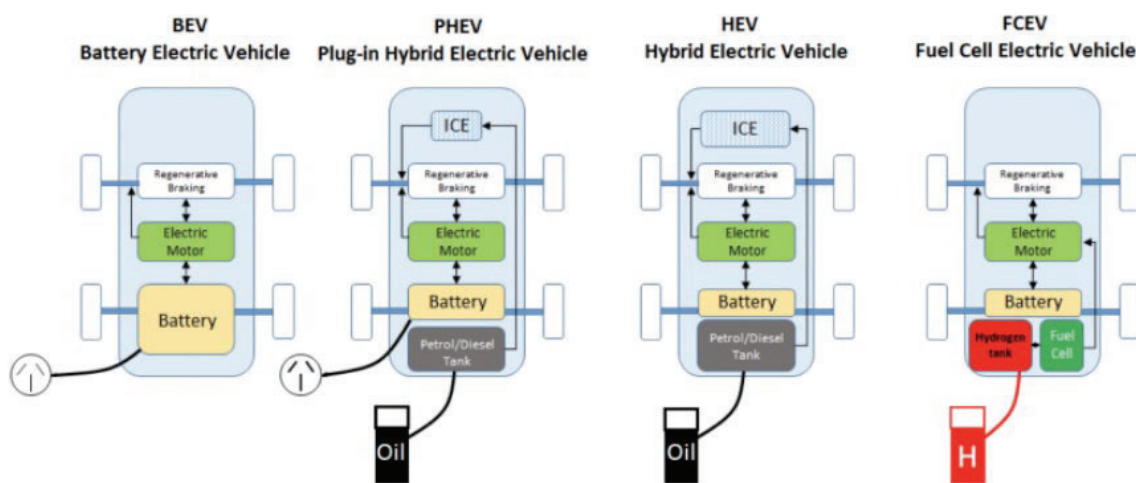 BEV
Battery Electric Vehicle
Regenerative
Braking
Electric
Motor
Battery
PHEV
Plug-in Hybrid Electric Vehicle
ICE
Regenerative
Braking
Electric
Motor
Battery
Petrol/Diesel
Tank
Oil
HEV
Hybrid Electric Vehicle
ICE
Regenerative
Braking
Electric
Motor
Battery
Petrol/Diesel
Tank
Oil
FCEV
Fuel Cell Electric Vehicle
Regenerative
Braking
Electric
Motor
Battery
Hydrogen
tank
Fuel
Cell
H